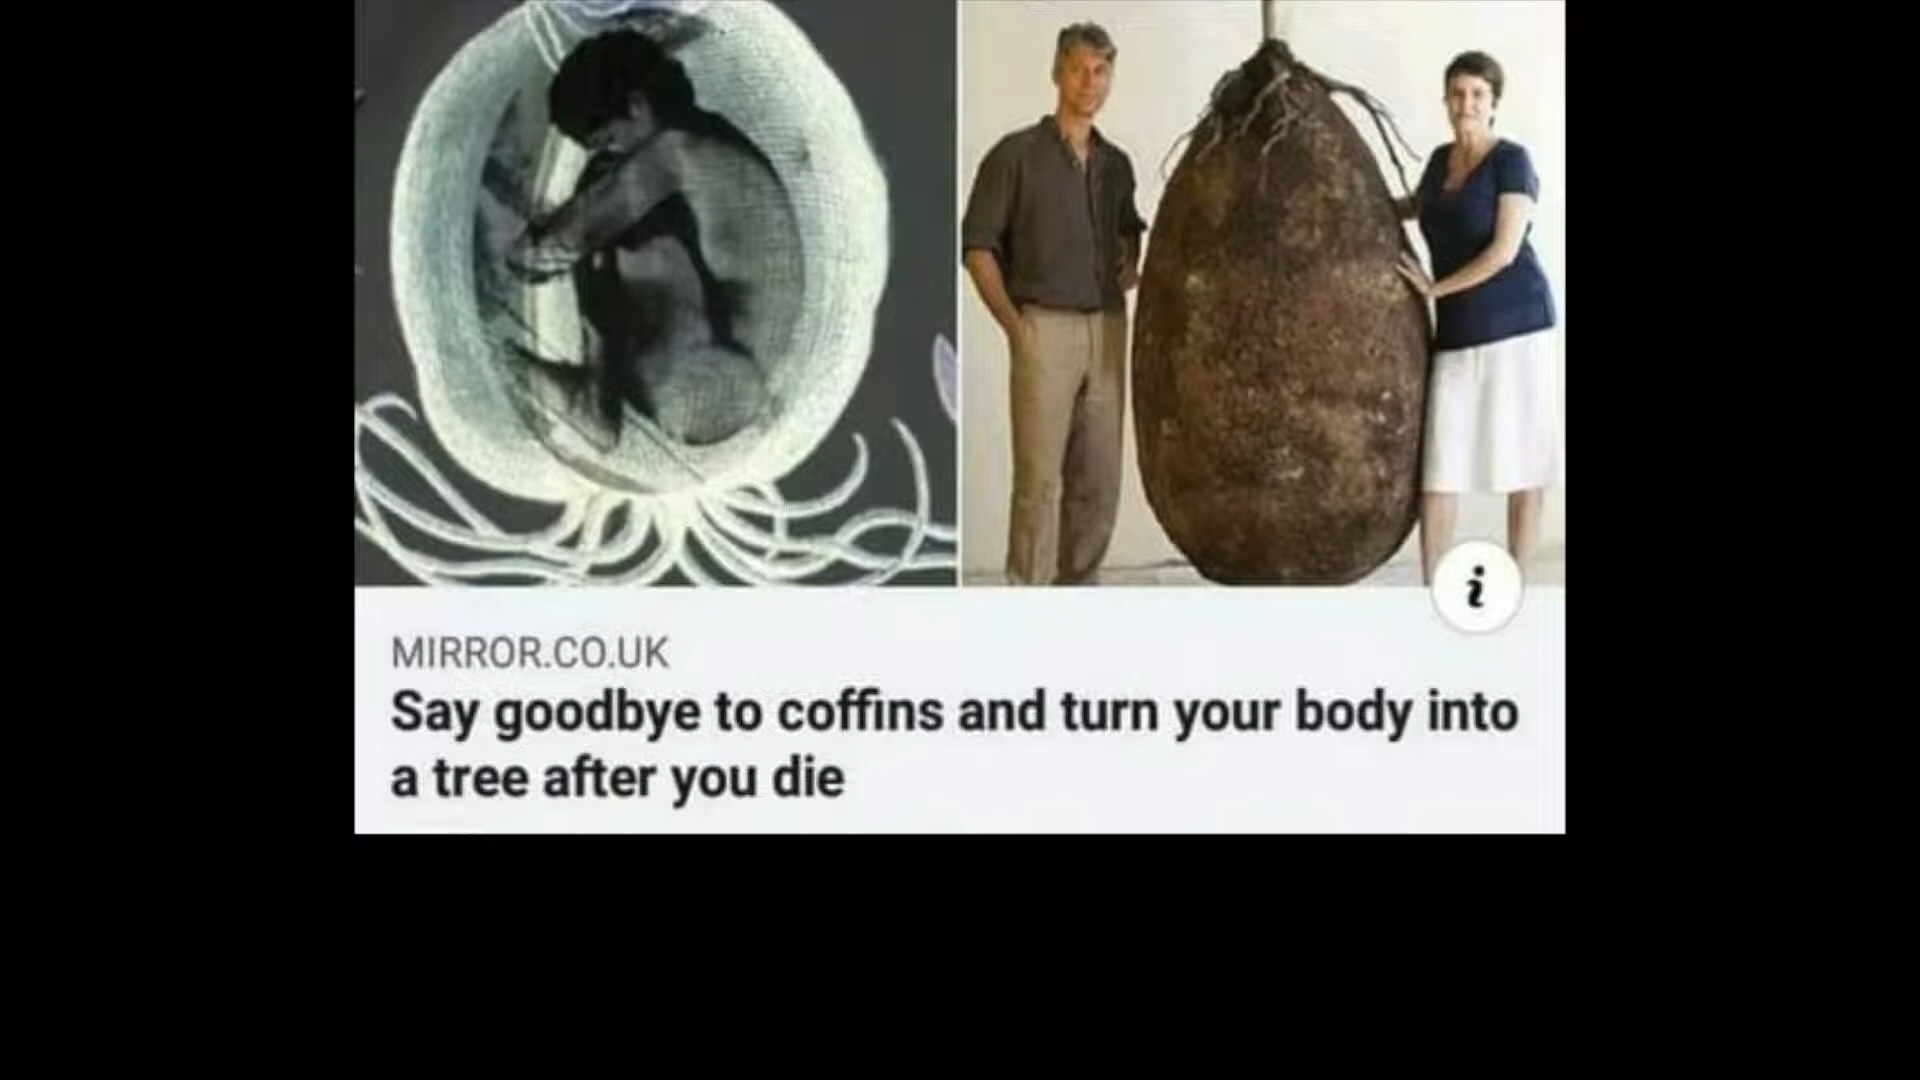 i
MIRROR.CO.UK
Say goodbye to coffins and turn your body into
a tree after you die